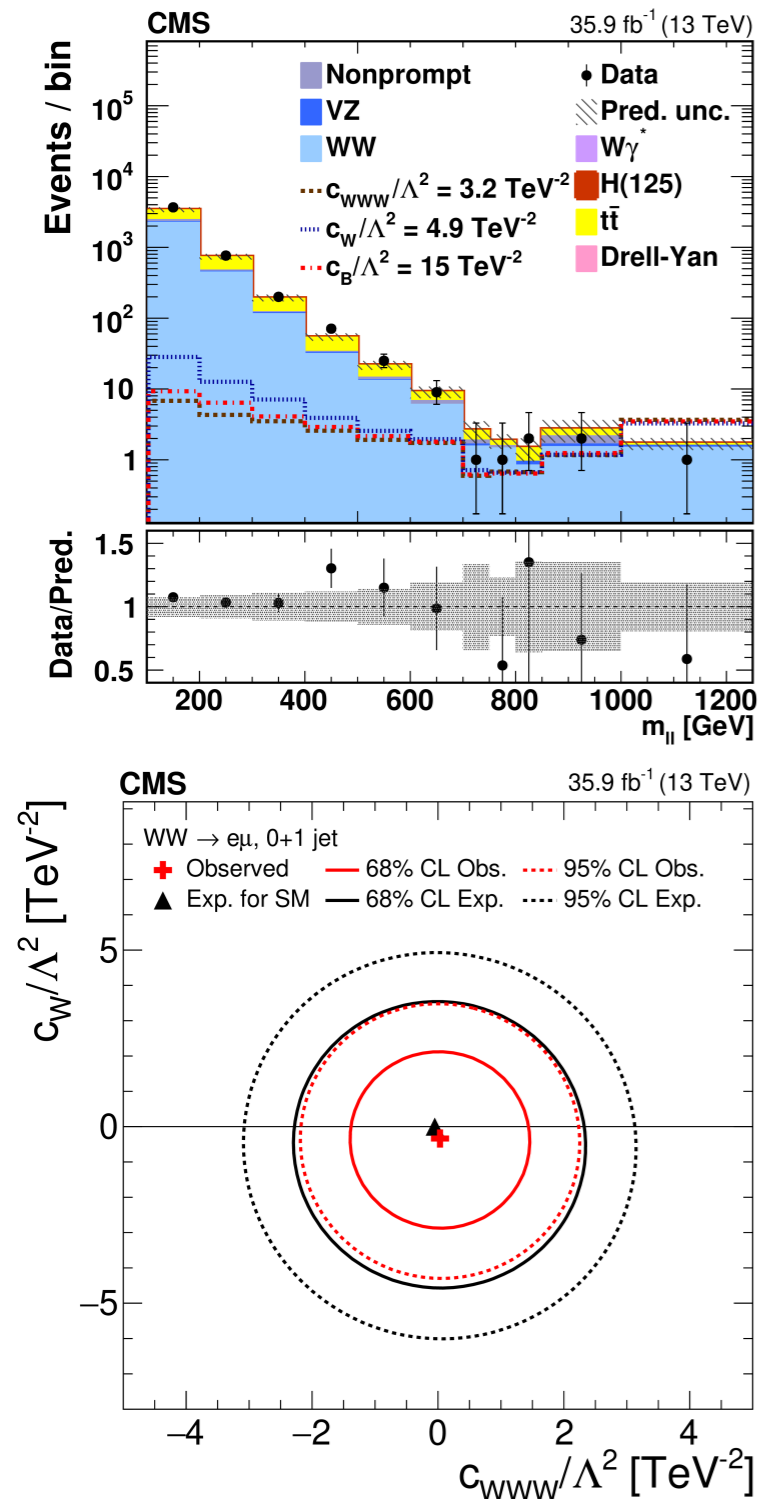 CMS 35.9 fb⁻¹ (13 TeV)
Events / bin
10⁵
10⁴
10³
10²
10
1
Nonprompt
VZ
WW
c_WWW/Λ² = 3.2 TeV⁻²
c_W/Λ² = 4.9 TeV⁻²
c_B/Λ² = 15 TeV⁻²
Data
Pred. unc.
Wγ*
H(125)
tt̄
Drell-Yan
Data/Pred.
1.5
1
0.5
200 400 600 800 1000 1200
m_ll [GeV]
CMS 35.9 fb⁻¹ (13 TeV)
WW → eμ, 0+1 jet
Observed 68% CL Obs. 95% CL Obs.
Exp. for SM 68% CL Exp. 95% CL Exp.
c_W/Λ² [TeV⁻²]
5
0
−5
−4 −2 0 2 4
c_WWW/Λ² [TeV⁻²]